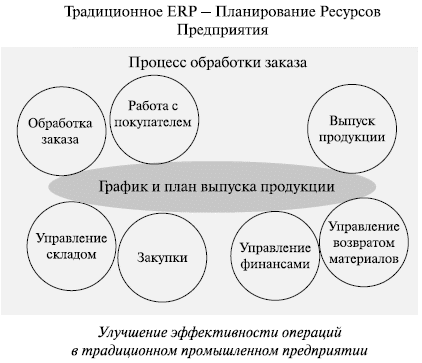 Традиционное ERP – Планирование Ресурсов
Предприятия
Процесс обработки заказа
Работа с
покупателем
Обработка
заказа
Выпуск
продукции
График и план выпуска продукции
Управление
складом
Закупки
Управление
финансами
Управление
возвратом
материалов
Улучшение эффективности операций
в традиционном промышленном предприятии